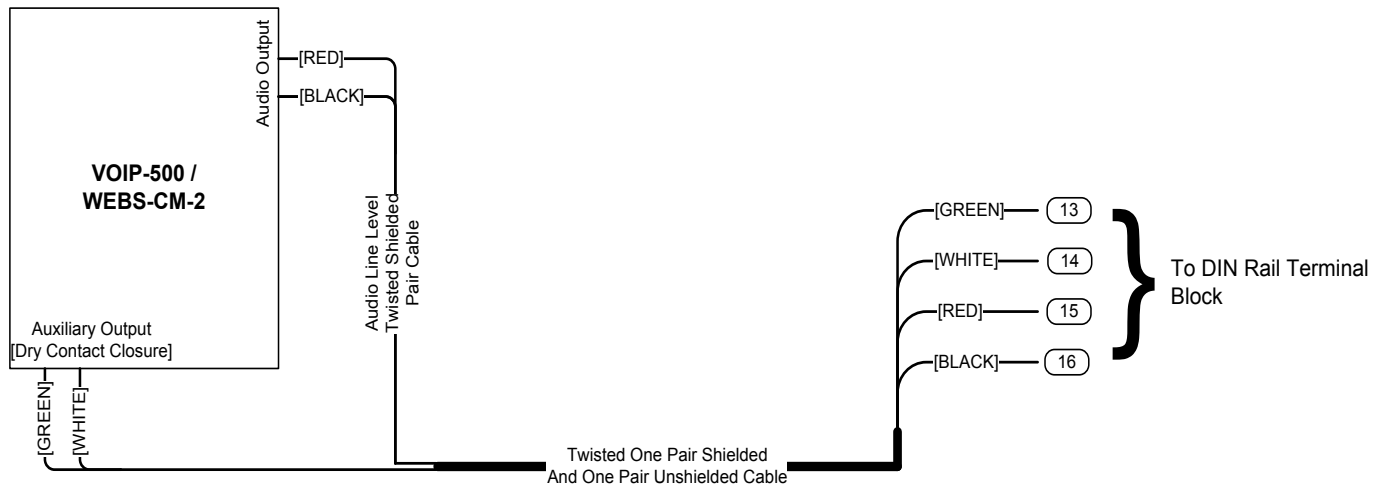 Audio Output
[RED]
[BLACK]
VOIP-500 /
WEBS-CM-2
Audio Line Level
Twisted Shielded
Pair Cable
Auxiliary Output
[Dry Contact Closure]
[GREEN]
[WHITE]
Twisted One Pair Shielded
And One Pair Unshielded Cable
[GREEN] 13
[WHITE] 14
[RED] 15
[BLACK] 16
To DIN Rail Terminal
Block